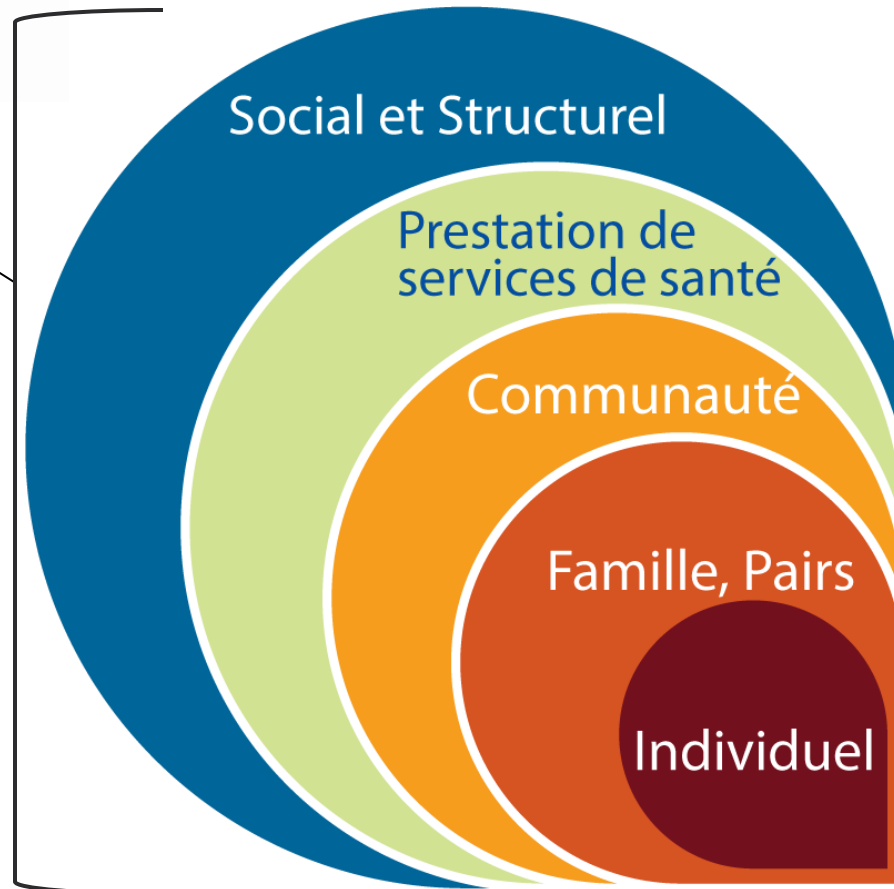 Social et Structurel
Prestation de
services de santé
Communauté
Famille, Pairs
Individuel